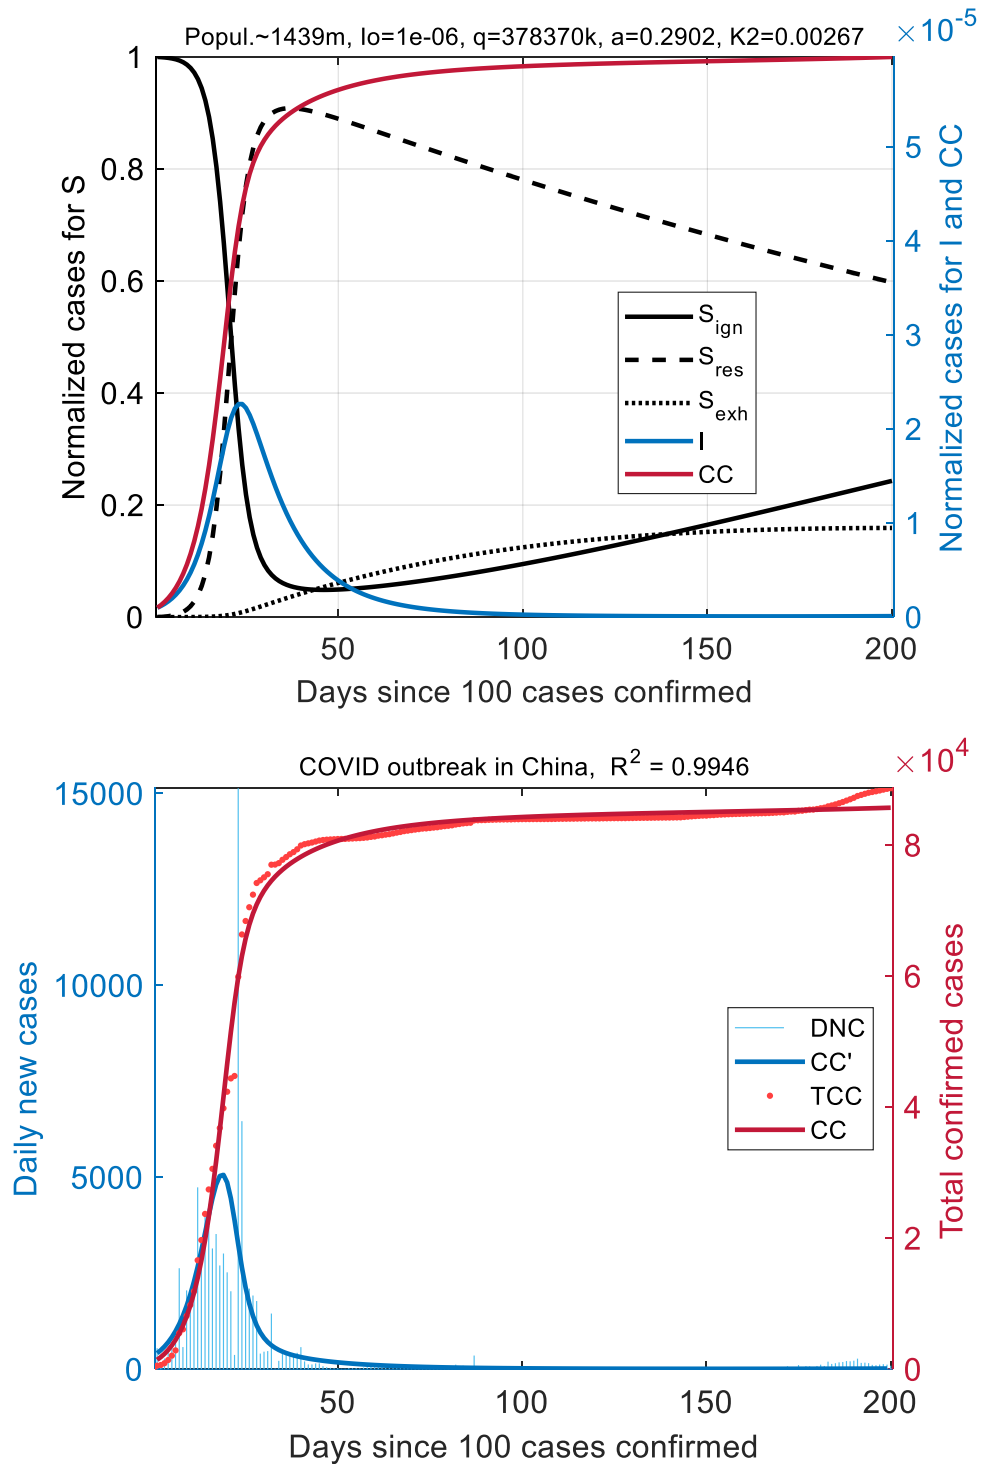 Popul.~1439m, Io=1e-06, q=378370k, a=0.2902, K2=0.00267
×10^-5
1
0.8
0.6
0.4
0.2
0
Normalized cases for S
5
4
3
2
1
0
Normalized cases for I and CC
S_ign
S_res
S_exh
I
CC
50
100
150
200
Days since 100 cases confirmed
COVID outbreak in China, R^2 = 0.9946
×10^4
15000
10000
5000
0
Daily new cases
8
6
4
2
0
Total confirmed cases
DNC
CC'
TCC
CC
50
100
150
200
Days since 100 cases confirmed